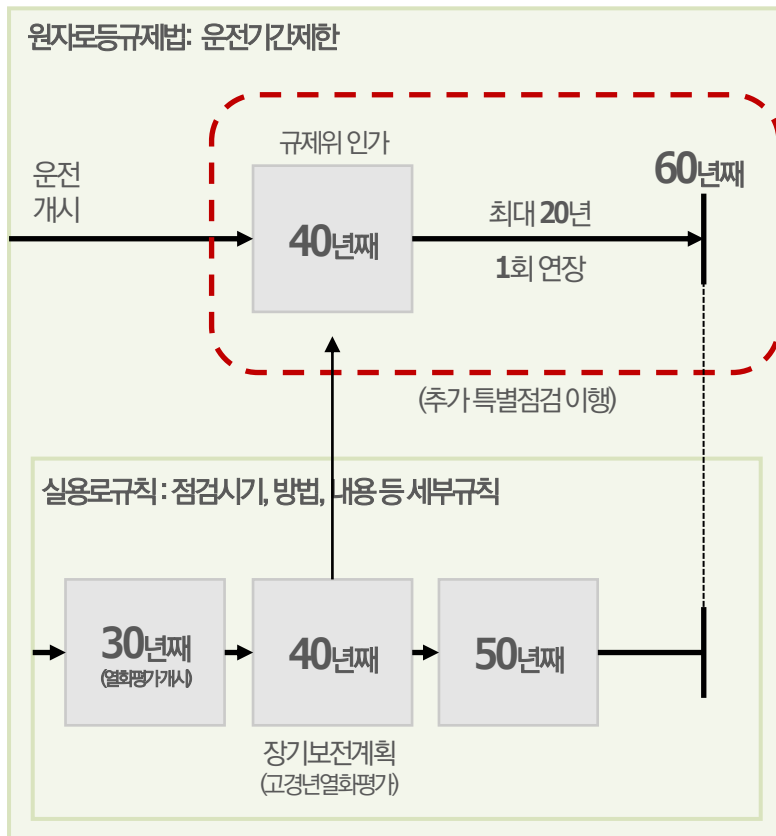 원자로등규제법: 운전기간제한
규제위 인가
운전
개시
40년째
최대 20년
1회 연장
60년째
(추가 특별점검 이행)
실용로규칙 : 점검시기, 방법, 내용 등 세부규칙
30년째
(열화평가 개시)
40년째
50년째
장기보전계획
(고경년열화평가)